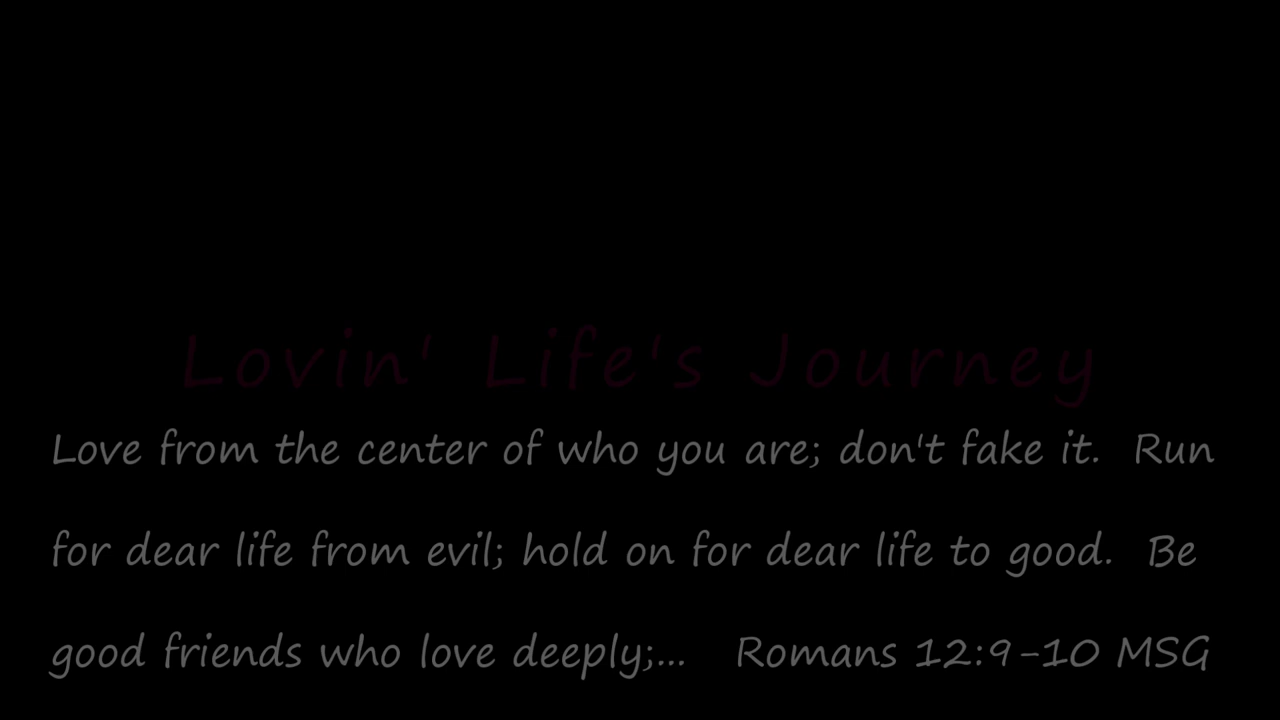 Lovin' Life's Journey
Love from the center of who you are; don't fake it.  Run
for dear life from evil; hold on for dear life to good.  Be
good friends who love deeply;...   Romans 12:9-10 MSG